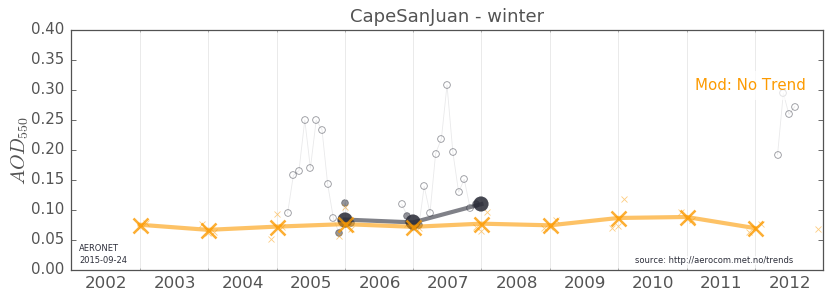 CapeSanJuan - winter
0.40
0.35
0.30
0.25
0.20
0.15
0.10
0.05
0.00
AOD550
Mod: No Trend
AERONET
2015-09-24
source: http://aerocom.met.no/trends
2002 2003 2004 2005 2006 2007 2008 2009 2010 2011 2012